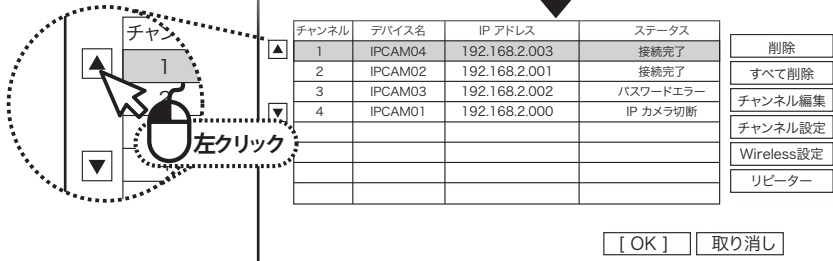 チャンネル
1
2
左クリック
チャンネル デバイス名 IP アドレス ステータス
1 IPCAM04 192.168.2.003 接続完了
2 IPCAM02 192.168.2.001 接続完了
3 IPCAM03 192.168.2.002 パスワードエラー
4 IPCAM01 192.168.2.000 IP カメラ切断
削除
すべて削除
チャンネル編集
チャンネル設定
Wireless設定
リピーター
[ OK ] 取り消し